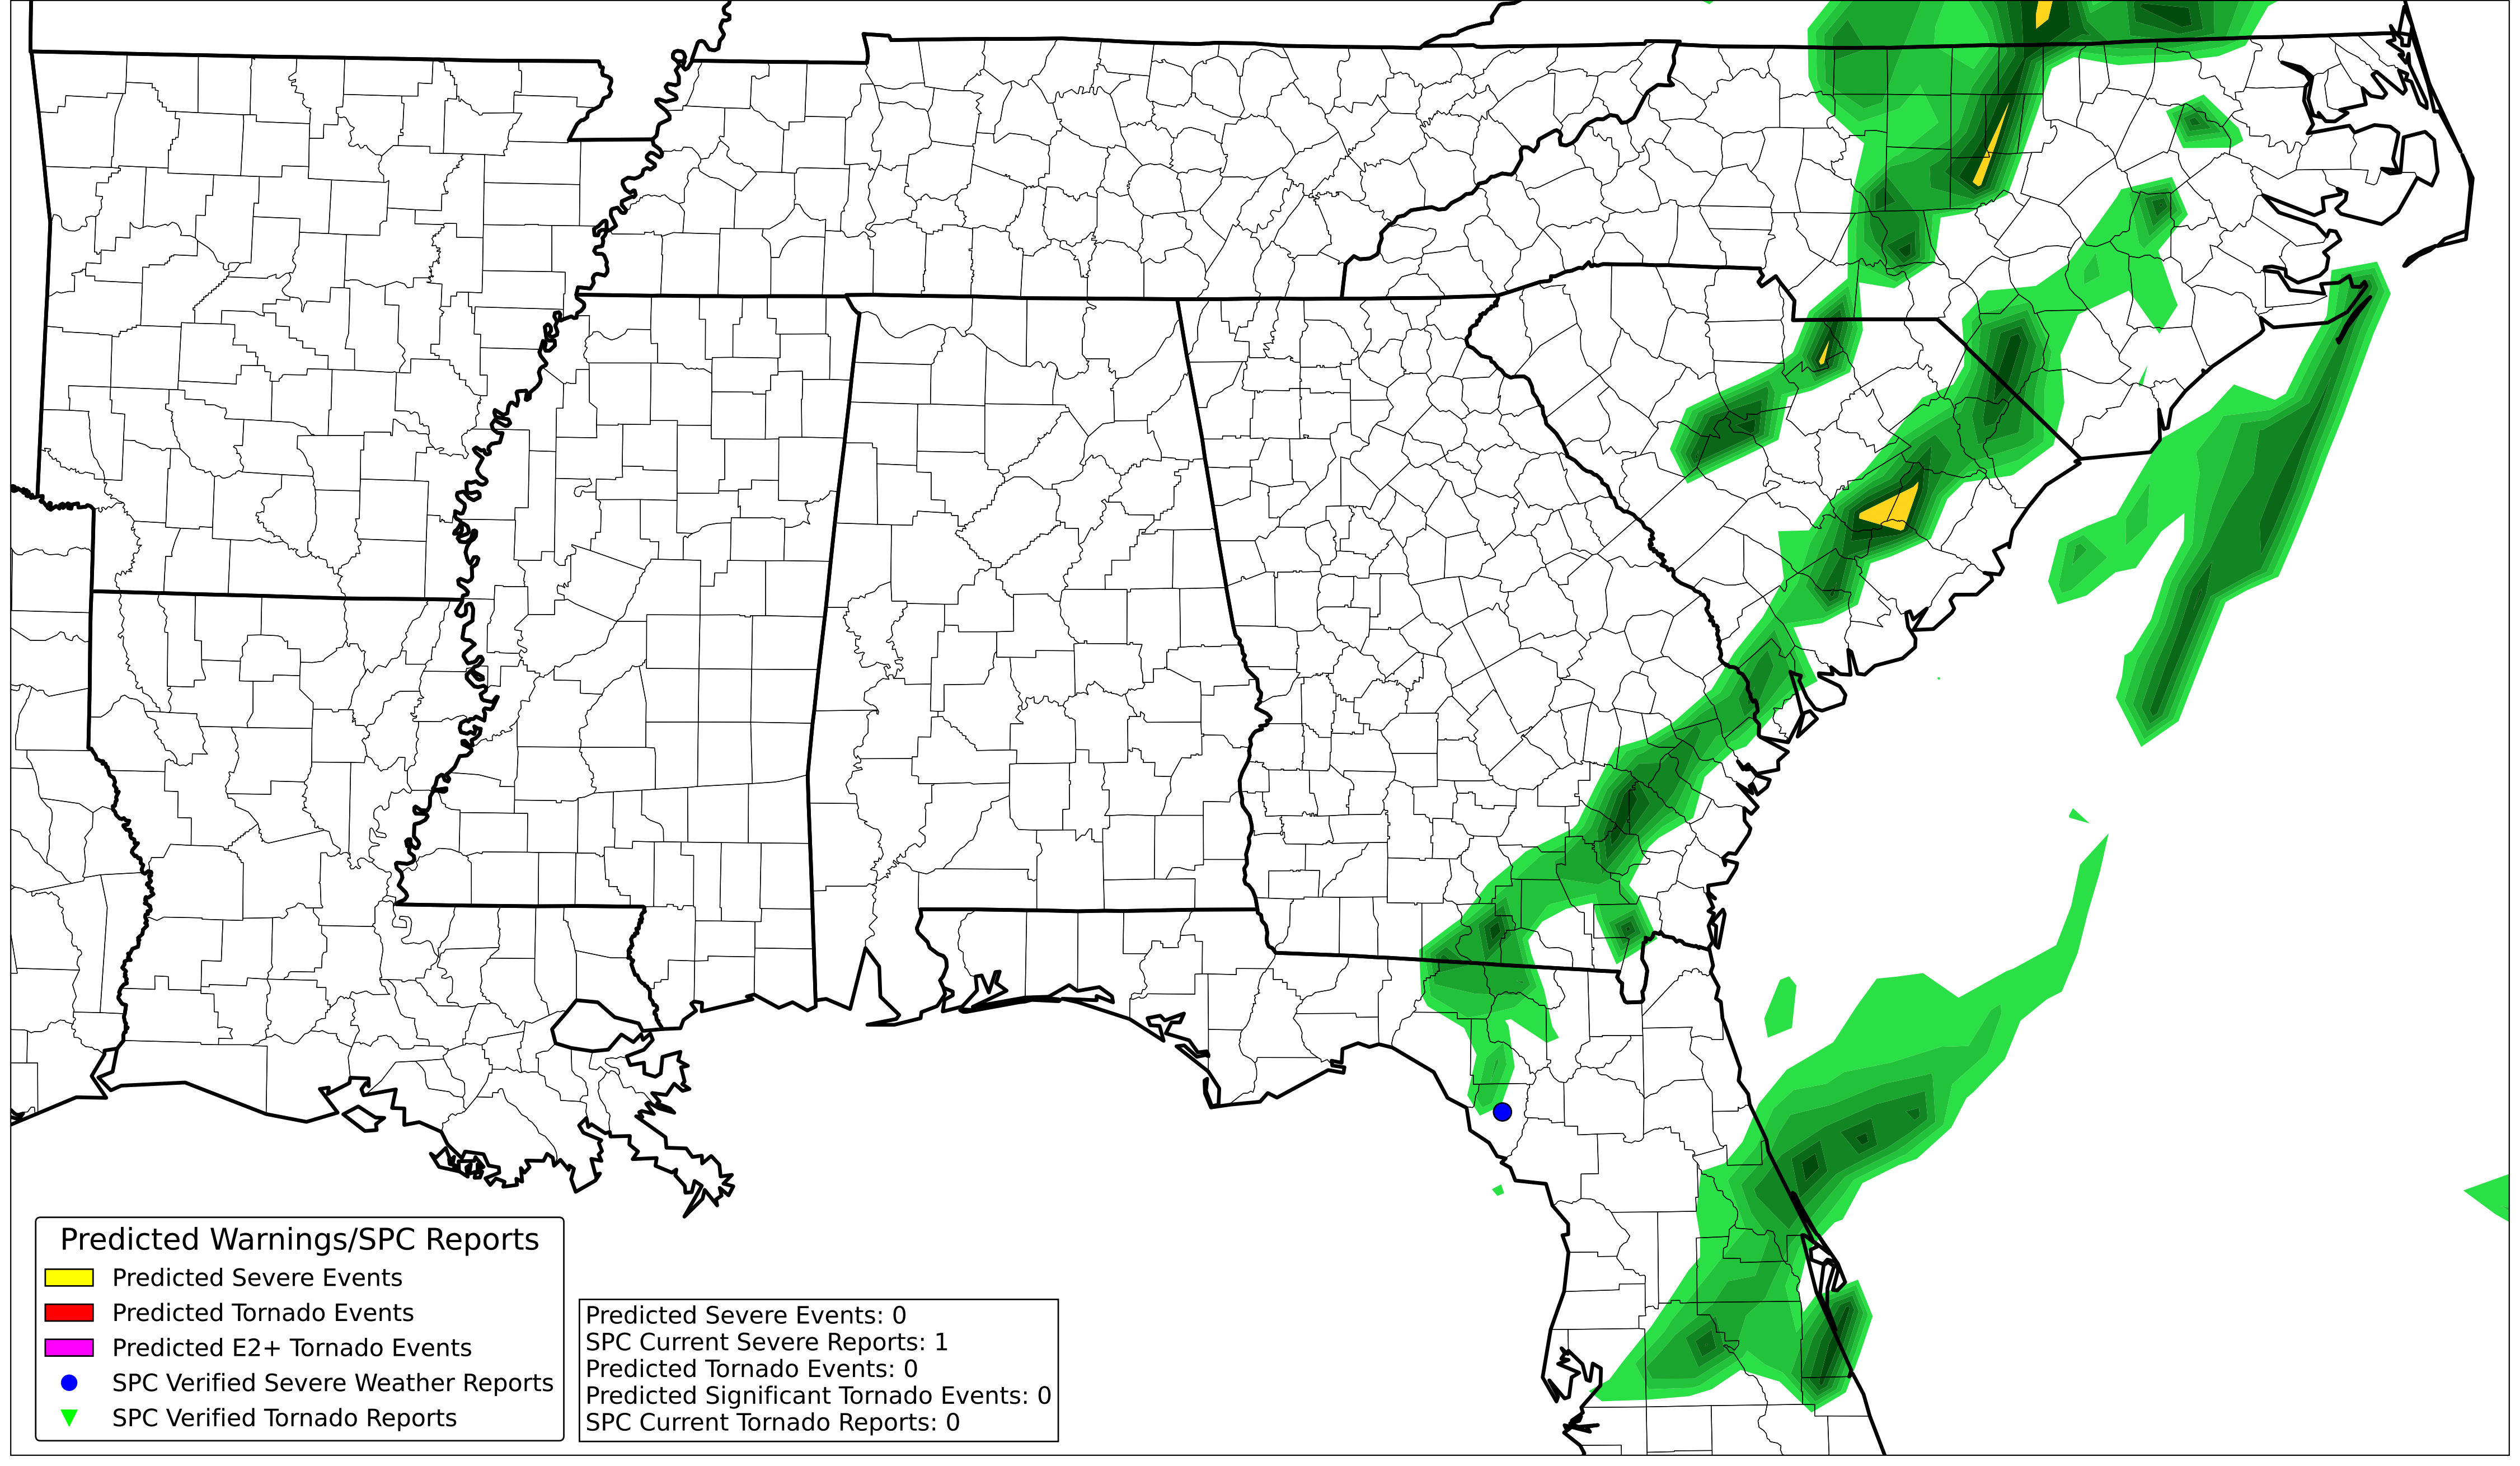 Predicted Warnings/SPC Reports
Predicted Severe Events
Predicted Tornado Events
Predicted E2+ Tornado Events
SPC Verified Severe Weather Reports
SPC Verified Tornado Reports
Predicted Severe Events: 0
SPC Current Severe Reports: 1
Predicted Tornado Events: 0
Predicted Significant Tornado Events: 0
SPC Current Tornado Reports: 0